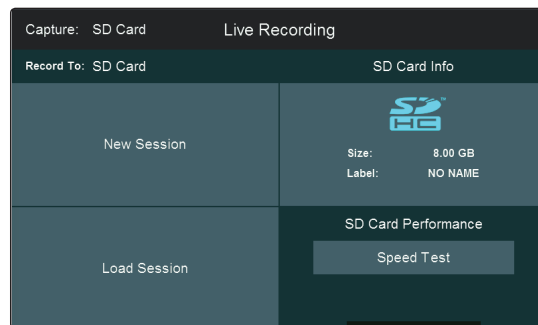 Capture: SD Card Live Recording
Record To: SD Card SD Card Info
New Session
SD™
HC
Size: 8.00 GB
Label: NO NAME
SD Card Performance
Speed Test
Load Session